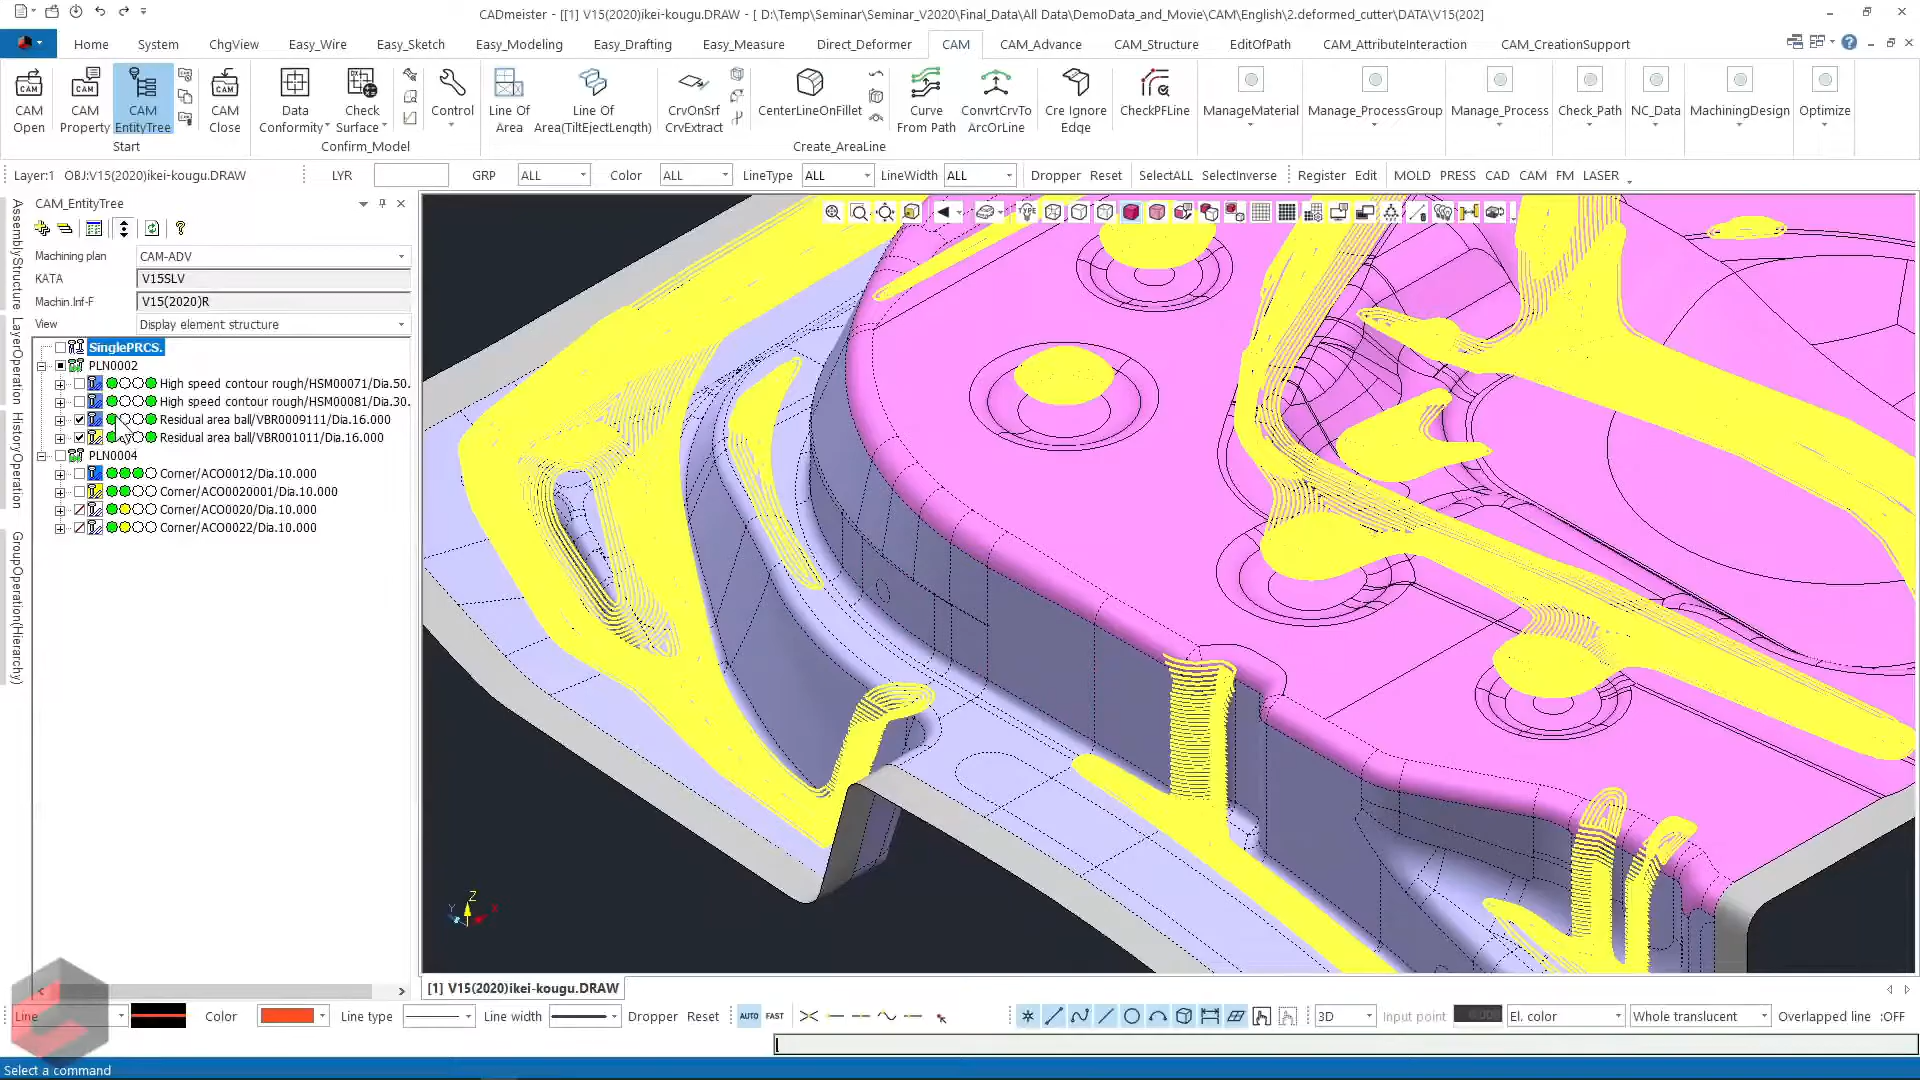 CADmeister - [[1] V15(2020)ikei-kougu.DRAW - [ D:\Temp\Seminar\Seminar_V2020\Final_Data\All Data\DemoData_and_Movie\CAM\English\2.deformed_cutter\DATA\V15(202]
Home System ChgView Easy_Wire Easy_Sketch Easy_Modeling Easy_Drafting Easy_Measure Direct_Deformer CAM CAM_Advance CAM_Structure EditOfPath CAM_AttributeInteraction CAM_CreationSupport
CAM Open
CAM Property
CAM EntityTree
CAM Close
Data Conformity
Check Surface
Control
Line Of Area
Line Of Area(TiltEjectLength)
CrvOnSrf CrvExtract
CenterLineOnFillet
Curve From Path
ConvrtCrvTo ArcOrLine
Cre Ignore Edge
CheckPFLine
ManageMaterial
Manage_ProcessGroup
Manage_Process
Check_Path
NC_Data
MachiningDesign
Optimize
Start
Confirm_Model
Create_AreaLine
Layer:1 OBJ:V15(2020)ikei-kougu.DRAW LYR GRP ALL Color ALL LineType ALL LineWidth ALL Dropper Reset SelectALL SelectInverse Register Edit MOLD PRESS CAD CAM FM LASER
AssemblyStructure
LayerOperation
HistoryOperation
GroupOperation(Hierarchy)
CAM_EntityTree
Machining plan CAM-ADV
KATA V15SLV
Machin.Inf-F V15(2020)R
View Display element structure
SinglePRCS.
PLN0002
High speed contour rough/HSM00071/Dia.50.
High speed contour rough/HSM00081/Dia.30.
Residual area ball/VBR0009111/Dia.16.000
Residual area ball/VBR001011/Dia.16.000
PLN0004
Corner/ACO0012/Dia.10.000
Corner/ACO0020001/Dia.10.000
Corner/ACO0020/Dia.10.000
Corner/ACO0022/Dia.10.000
TYPE
Z
Y X
[1] V15(2020)ikei-kougu.DRAW
Line Color Line type Line width Dropper Reset AUTO FAST 3D Input point El. color Whole translucent Overlapped line :OFF
Select a command